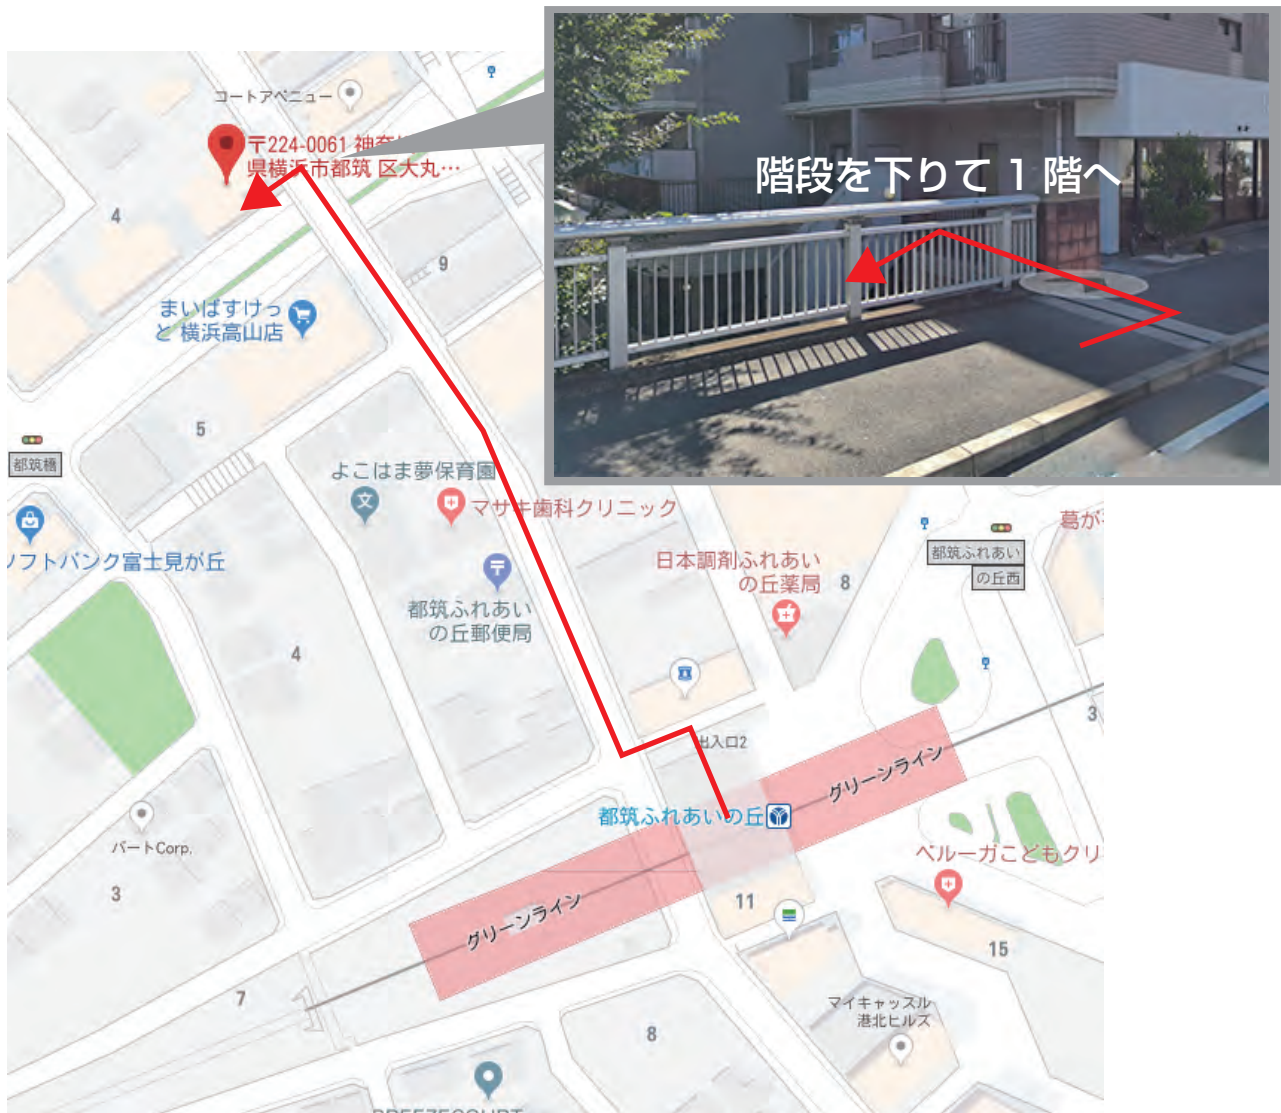 コートアベニュー
〒224-0061 神奈
県横浜市都筑 区大丸…
階段を下りて 1 階へ
4
9
まいばすけっ
と 横浜高山店
5
都筑橋
よこはま夢保育園
マサキ歯科クリニック
ソフトバンク富士見が丘
日本調剤ふれあい
の丘薬局
8
都筑ふれあい
の丘西
葛が
都筑ふれあい
の丘郵便局
4
3
出入口2
グリーンライン
都筑ふれあいの丘
バートCorp.
ベルーガこどもクリ
3
グリーンライン
11
15
7
マイキャッスル
港北ヒルズ
8
BREEZECOURT